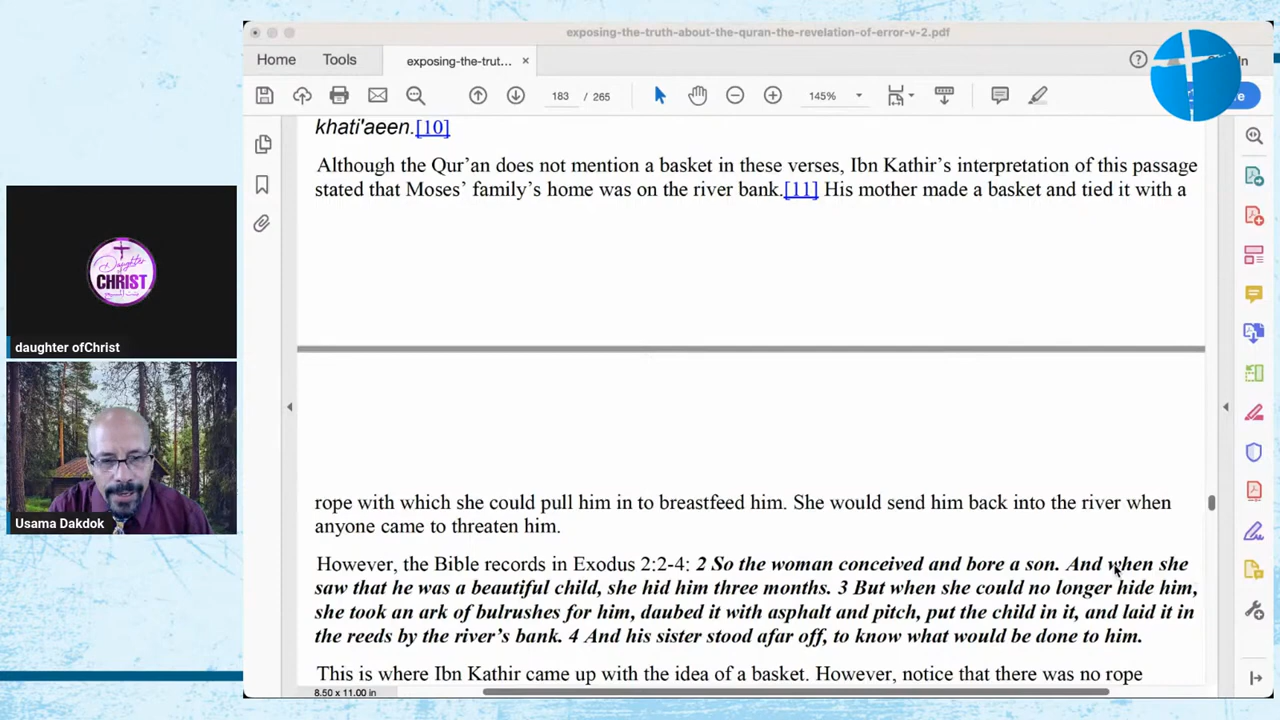 exposing-the-truth-about-the-quran-the-revelation-of-error-v-2.pdf
Home
Tools
exposing-the-trut...
183 / 265
145%
khati'aeen.[10]
Although the Qur'an does not mention a basket in these verses, Ibn Kathir's interpretation of this passage
stated that Moses' family's home was on the river bank.[11] His mother made a basket and tied it with a
rope with which she could pull him in to breastfeed him. She would send him back into the river when
anyone came to threaten him.
However, the Bible records in Exodus 2:2-4: 2 So the woman conceived and bore a son. And when she
saw that he was a beautiful child, she hid him three months. 3 But when she could no longer hide him,
she took an ark of bulrushes for him, daubed it with asphalt and pitch, put the child in it, and laid it in
the reeds by the river's bank. 4 And his sister stood afar off, to know what would be done to him.
This is where Ibn Kathir came up with the idea of a basket. However, notice that there was no rope
8.50 x 11.00 in
Daughter
CHRIST
daughter ofChrist
Usama Dakdok